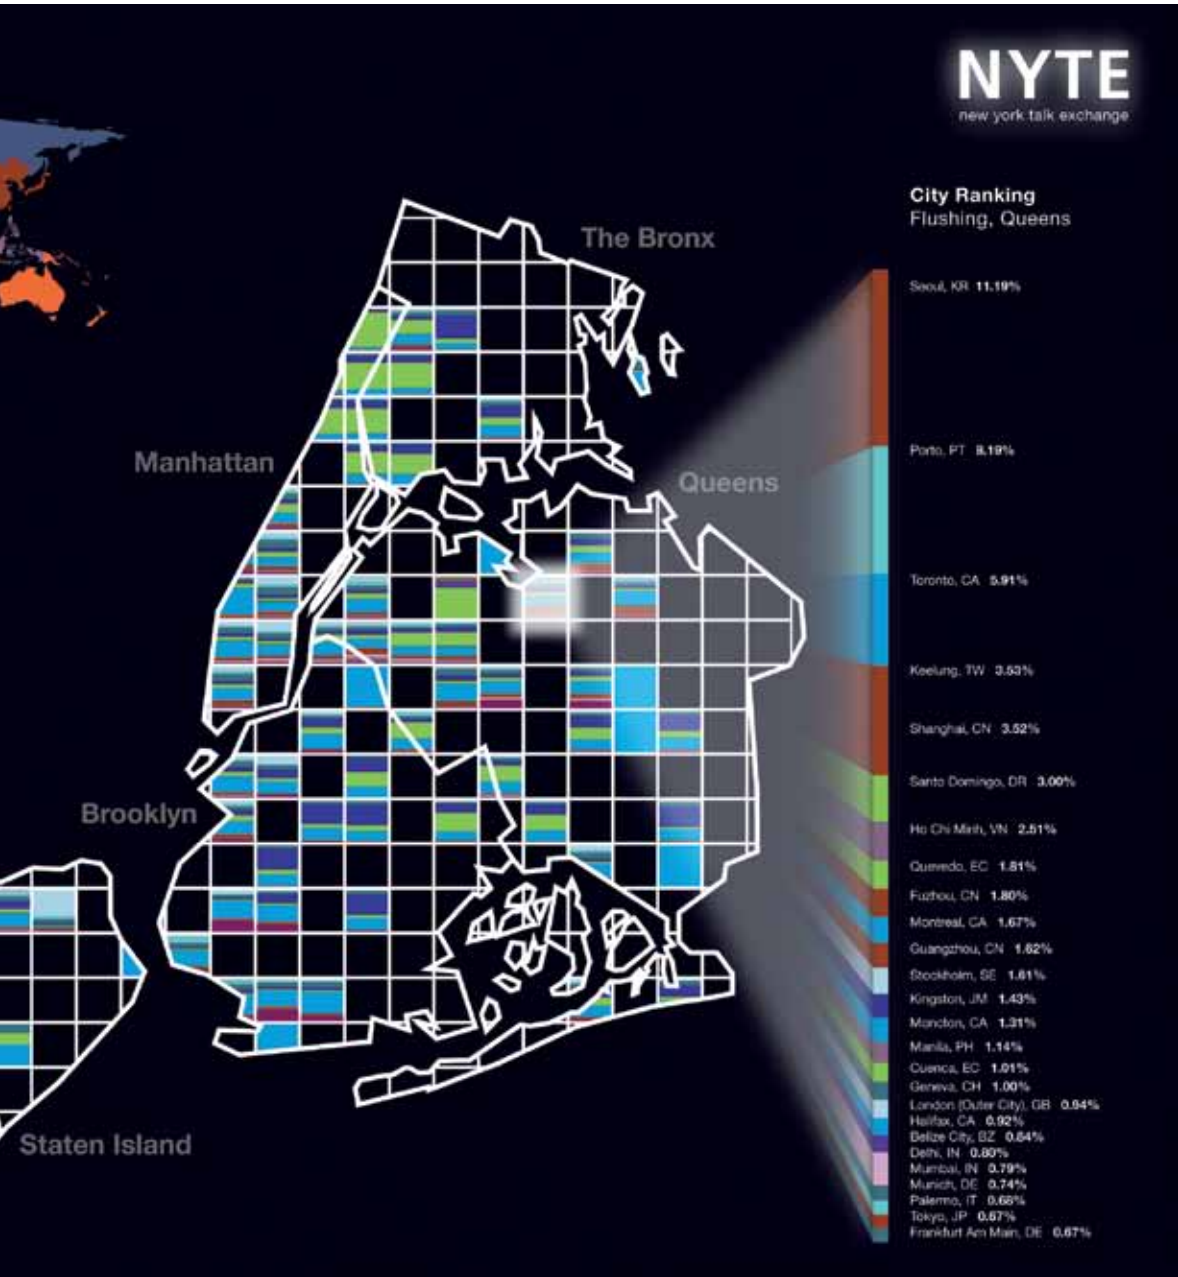 NYTE
new york talk exchange
City Ranking
Flushing, Queens
The Bronx
Manhattan
Queens
Brooklyn
Staten Island
Seoul, KR 11.19%
Porto, PT 8.19%
Toronto, CA 5.91%
Keelung, TW 3.53%
Shanghai, CN 3.52%
Santo Domingo, DR 3.00%
Ho Chi Minh, VN 2.51%
Quevedo, EC 1.81%
Fuzhou, CN 1.80%
Montreal, CA 1.67%
Guangzhou, CN 1.62%
Stockholm, SE 1.61%
Kingston, JM 1.43%
Moncton, CA 1.31%
Manila, PH 1.14%
Cuenca, EC 1.01%
Geneva, CH 1.00%
London (Outer City), GB 0.94%
Halifax, CA 0.92%
Belize City, BZ 0.84%
Delhi, IN 0.80%
Mumbai, IN 0.79%
Munich, DE 0.74%
Palermo, IT 0.68%
Tokyo, JP 0.67%
Frankfurt Am Main, DE 0.67%